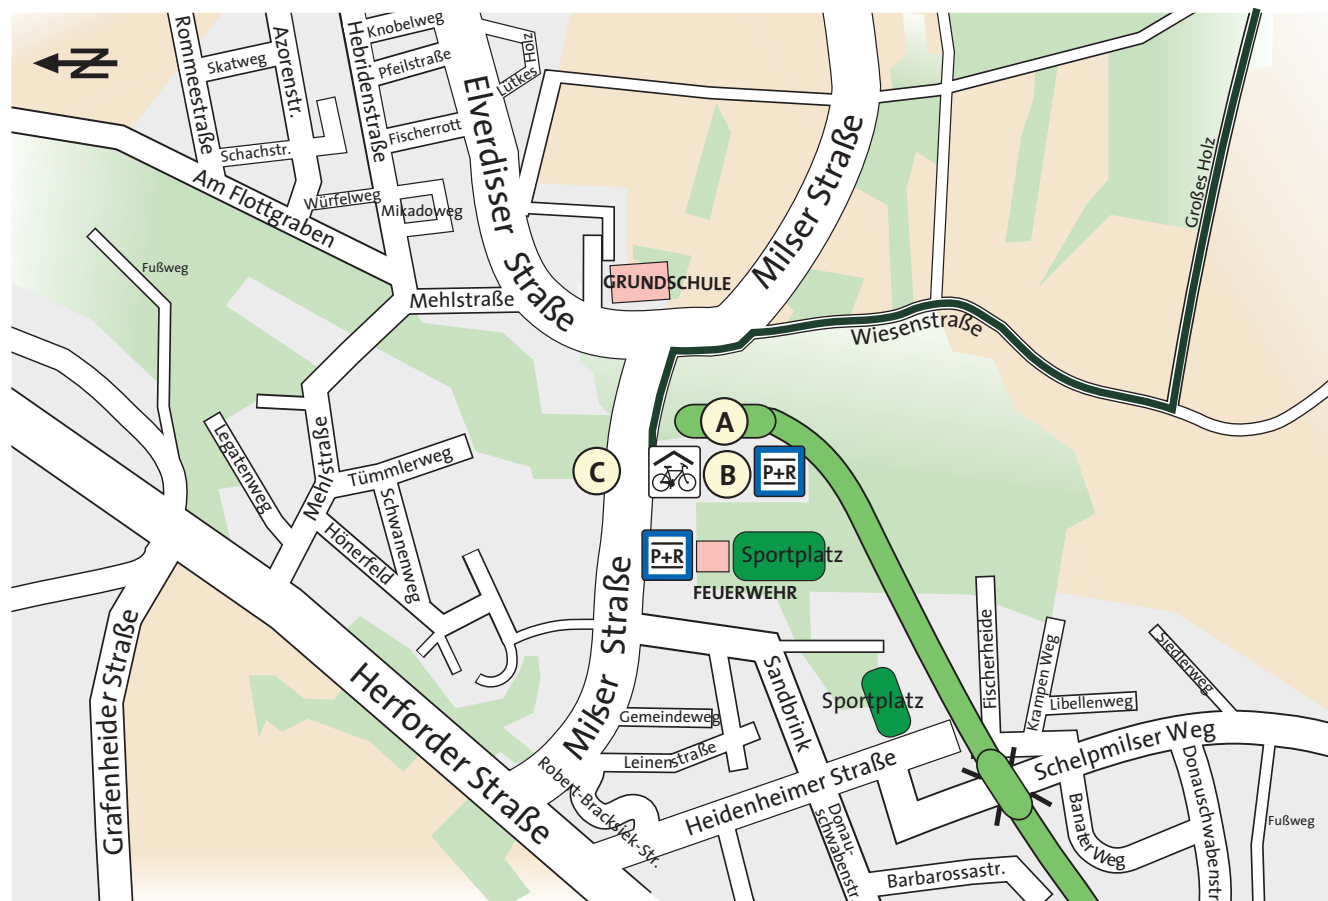 N
Rommeestraße
Skatweg
Azorenstr.
Hebridenstraße
Knobelweg
Pfeilstraße
Holz
Lütkes
Fischerrott
Schachstr.
Würfelweg
Mikadoweg
Am Flottgraben
Elverdisser
Straße
Milser Straße
Großes Holz
Fußweg
Mehlstraße
GRUNDSCHULE
Wiesenstraße
A
B
C
P+R
P+R
Sportplatz
FEUERWEHR
Legatenweg
Mehlstraße
Tümmlerweg
Schwanenweg
Hönerfeld
Milser Straße
Grafenheider Straße
Herforder Straße
Sandbrink
Gemeindeweg
Leinenstraße
Robert-Bracksiek-Str.
Sportplatz
Heidenheimer Straße
Donau-
schwabenstr.
Barbarossastr.
Fischerheide
Krampen Weg
Siedlerweg
Libellenweg
Schelpmilser Weg
Banater Weg
Donauschwabenstr
Fußweg